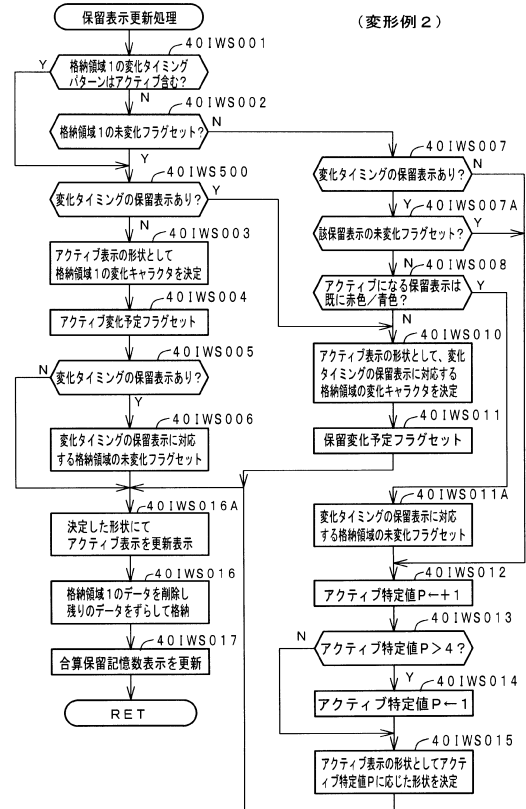 保留表示更新処理
（変形例２）
40IWS001
格納領域１の変化タイミング
パターンはアクティブ含む？
Y
N
40IWS002
格納領域１の未変化フラグセット？
N
Y
40IWS500
変化タイミングの保留表示あり？
Y
N
40IWS003
アクティブ表示の形状として
格納領域１の変化キャラクタを決定
40IWS004
アクティブ変化予定フラグセット
40IWS005
変化タイミングの保留表示あり？
N
Y
40IWS006
変化タイミングの保留表示に対応
する格納領域の未変化フラグセット
40IWS016A
決定した形状にて
アクティブ表示を更新表示
40IWS016
格納領域１のデータを削除し
残りのデータをずらして格納
40IWS017
合算保留記憶数表示を更新
RET
40IWS007
変化タイミングの保留表示あり？
N
Y
40IWS007A
該保留表示の未変化フラグセット？
Y
N
40IWS008
アクティブになる保留表示は
既に赤色／青色？
Y
N
40IWS010
アクティブ表示の形状として、変化
タイミングの保留表示に対応する
格納領域の変化キャラクタを決定
40IWS011
保留変化予定フラグセット
40IWS011A
変化タイミングの保留表示に対応
する格納領域の未変化フラグセット
40IWS012
アクティブ特定値Ｐ←＋１
40IWS013
アクティブ特定値Ｐ＞４？
N
Y
40IWS014
アクティブ特定値Ｐ←１
40IWS015
アクティブ表示の形状としてアクテ
ィブ特定値Ｐに応じた形状を決定